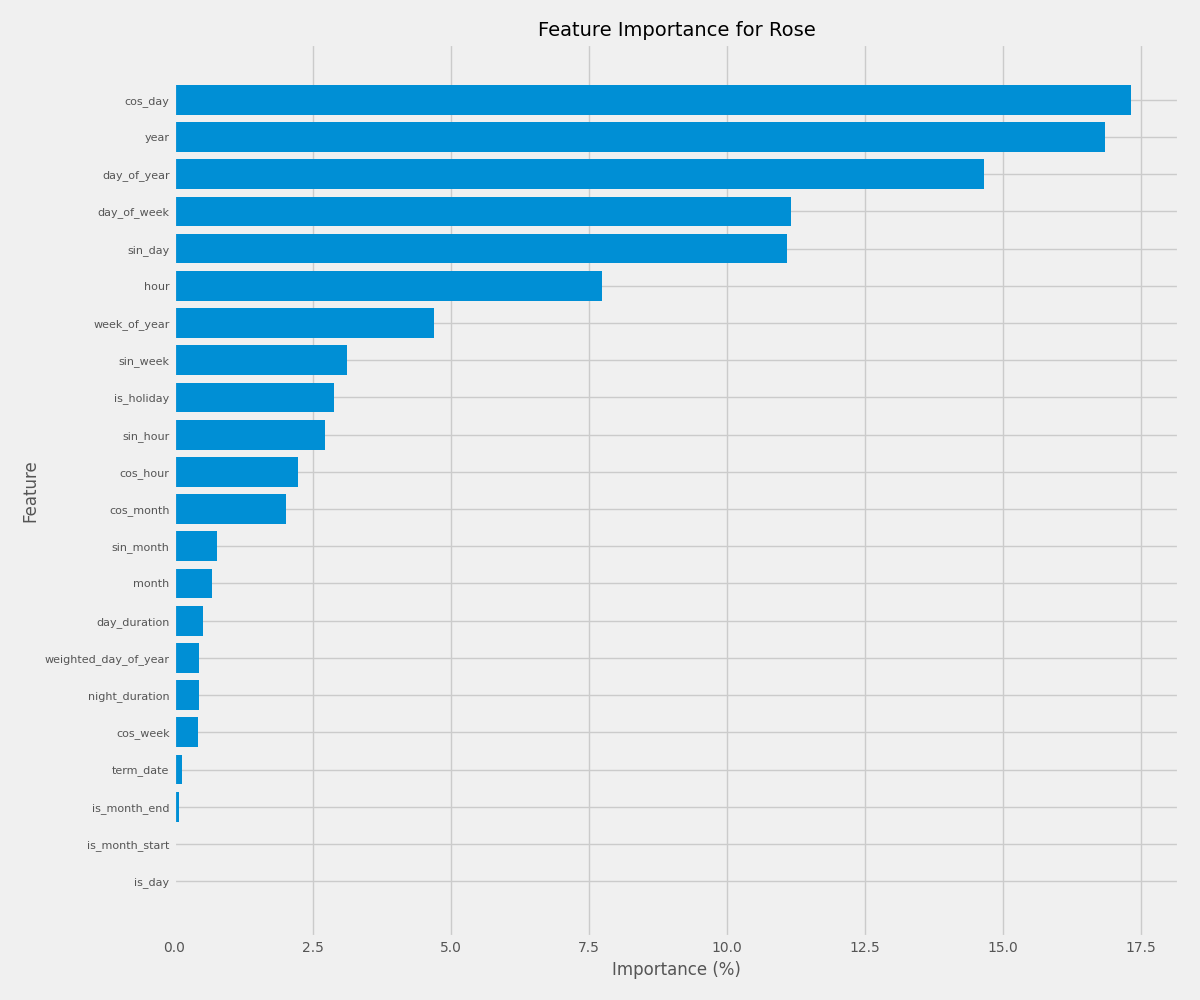 Feature Importance for Rose
Feature
cos_day
year
day_of_year
day_of_week
sin_day
hour
week_of_year
sin_week
is_holiday
sin_hour
cos_hour
cos_month
sin_month
month
day_duration
weighted_day_of_year
night_duration
cos_week
term_date
is_month_end
is_month_start
is_day
0.0 2.5 5.0 7.5 10.0 12.5 15.0 17.5
Importance (%)